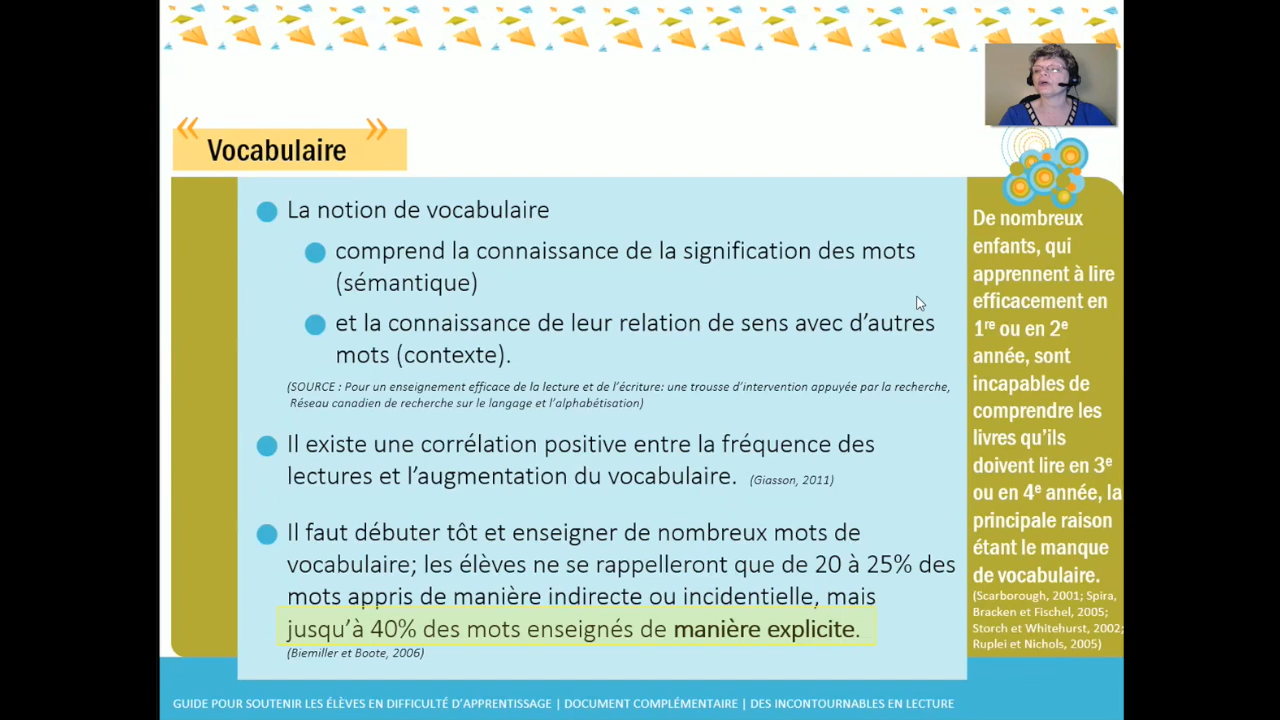 Vocabulaire
La notion de vocabulaire
comprend la connaissance de la signification des mots
(sémantique)
et la connaissance de leur relation de sens avec d’autres
mots (contexte).
(SOURCE : Pour un enseignement efficace de la lecture et de l’écriture: une trousse d’intervention appuyée par la recherche,
Réseau canadien de recherche sur le langage et l’alphabétisation)
Il existe une corrélation positive entre la fréquence des
lectures et l’augmentation du vocabulaire. (Giasson, 2011)
Il faut débuter tôt et enseigner de nombreux mots de
vocabulaire; les élèves ne se rappelleront que de 20 à 25% des
mots appris de manière indirecte ou incidentielle, mais
jusqu’à 40% des mots enseignés de manière explicite.
(Biemiller et Boote, 2006)
De nombreux
enfants, qui
apprennent à lire
efficacement en
1re ou en 2e
année, sont
incapables de
comprendre les
livres qu’ils
doivent lire en 3e
ou en 4e année, la
principale raison
étant le manque
de vocabulaire.
(Scarborough, 2001; Spira,
Bracken et Fischel, 2005;
Storch et Whitehurst, 2002;
Ruplei et Nichols, 2005)
GUIDE POUR SOUTENIR LES ÉLÈVES EN DIFFICULTÉ D’APPRENTISSAGE | DOCUMENT COMPLÉMENTAIRE | DES INCONTOURNABLES EN LECTURE